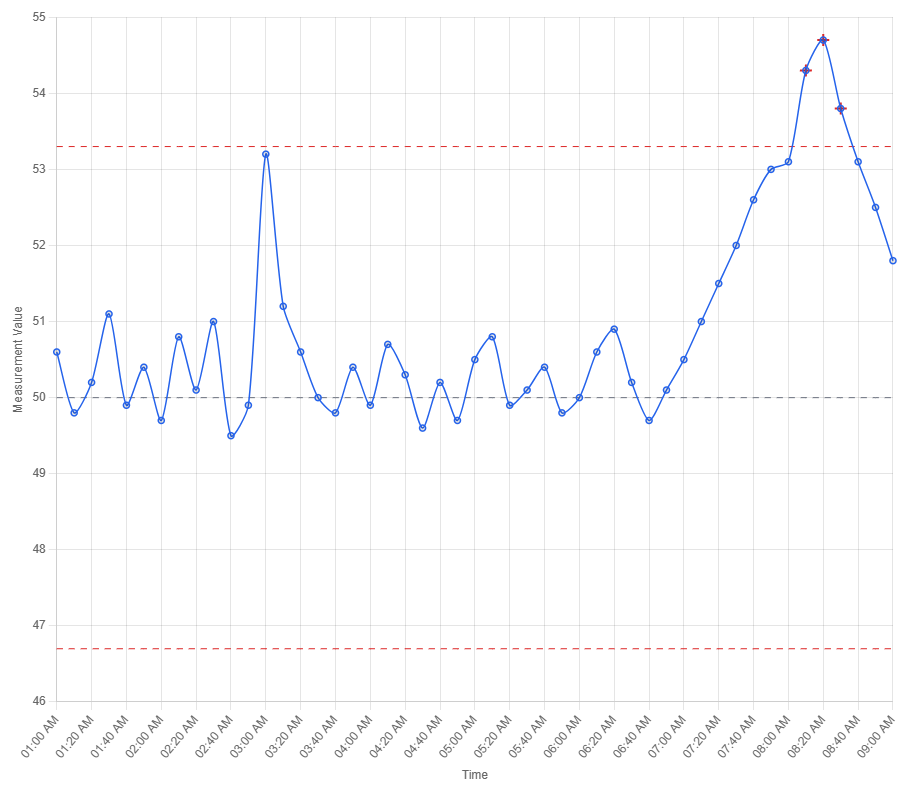 55
54
53
52
51
50
49
48
47
46
Measurement Value
01:00 AM
01:20 AM
01:40 AM
02:00 AM
02:20 AM
02:40 AM
03:00 AM
03:20 AM
03:40 AM
04:00 AM
04:20 AM
04:40 AM
05:00 AM
05:20 AM
05:40 AM
06:00 AM
06:20 AM
06:40 AM
07:00 AM
07:20 AM
07:40 AM
08:00 AM
08:20 AM
08:40 AM
09:00 AM
Time